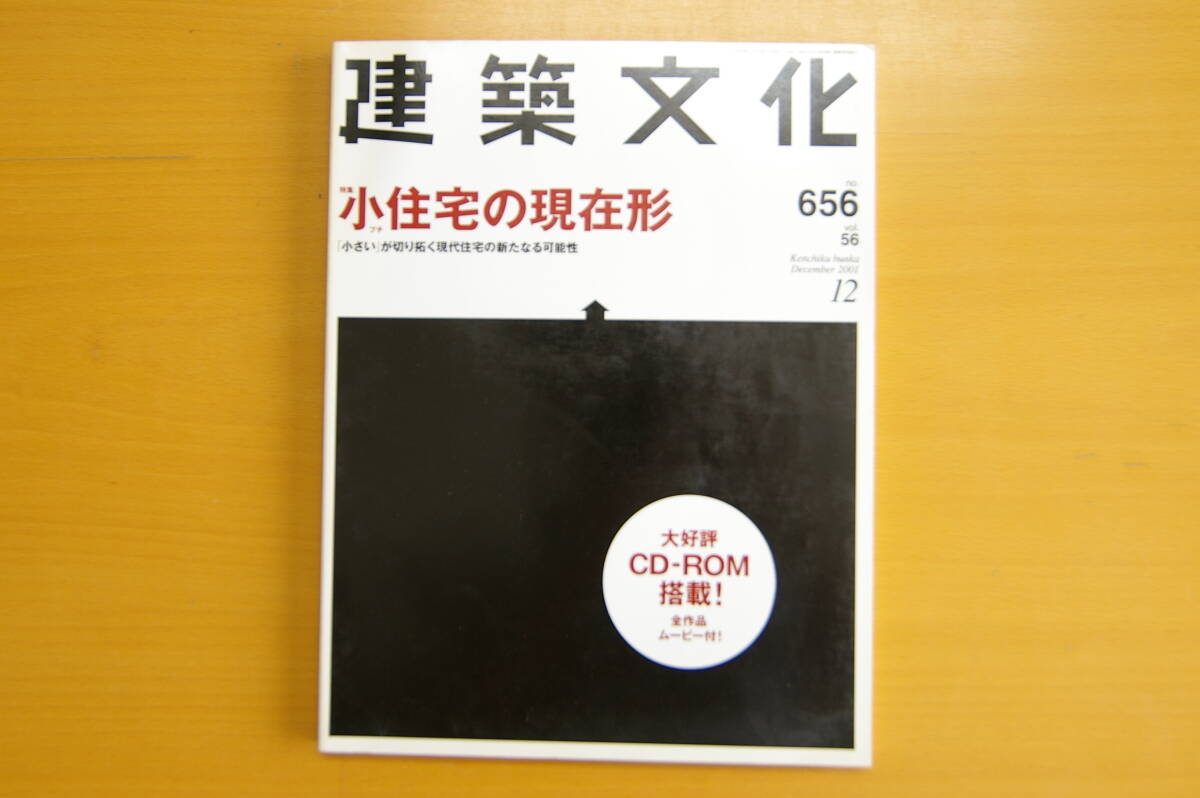 建築文化
特集
小住宅の現在形
プチ
「小さい」が切り拓く現代住宅の新たなる可能性
no.
656
vol.
56
Kenchiku bunka
December 2001
12
大好評
CD-ROM
搭載!
全作品
ムービー付!